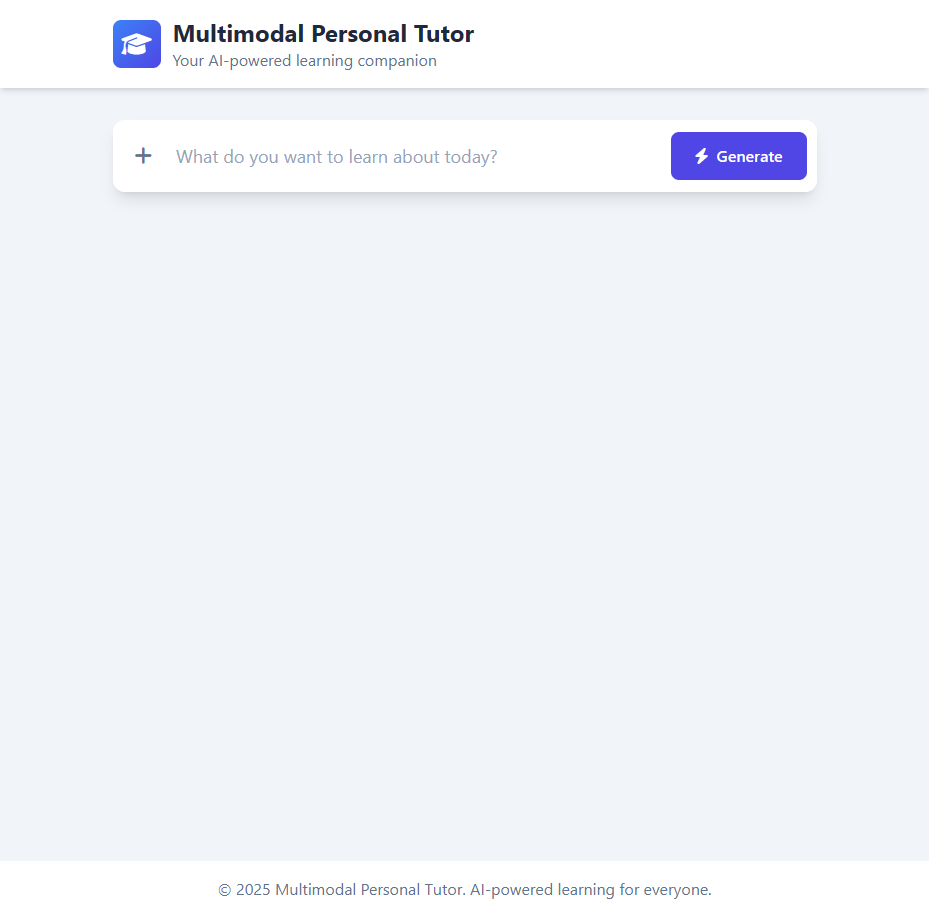 Multimodal Personal Tutor
Your AI-powered learning companion
What do you want to learn about today?
Generate
© 2025 Multimodal Personal Tutor. AI-powered learning for everyone.